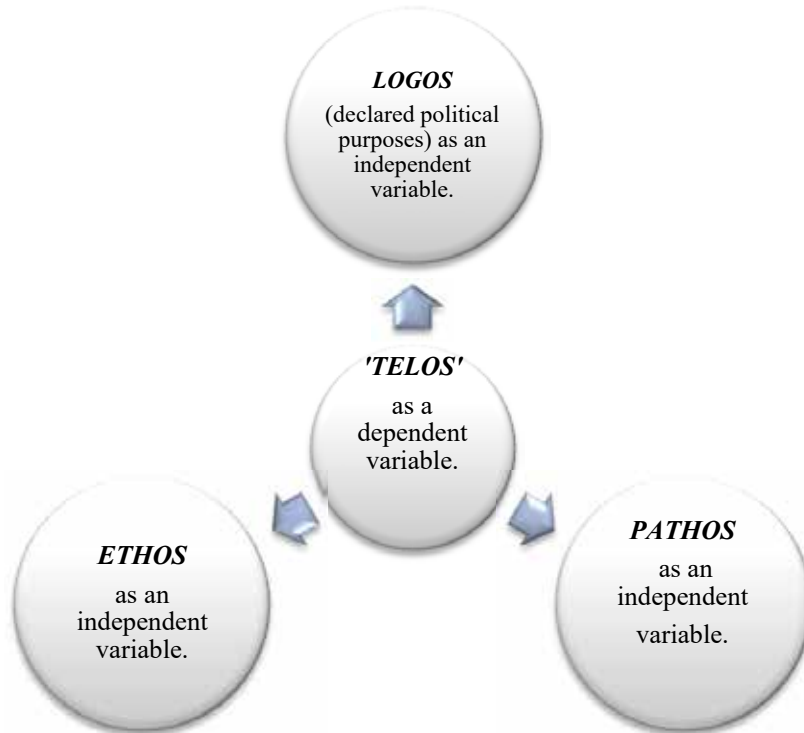 LOGOS
(declared political
purposes) as an
independent
variable.
'TELOS'
as a
dependent
variable.
ETHOS
as an
independent
variable.
PATHOS
as an
independent
variable.